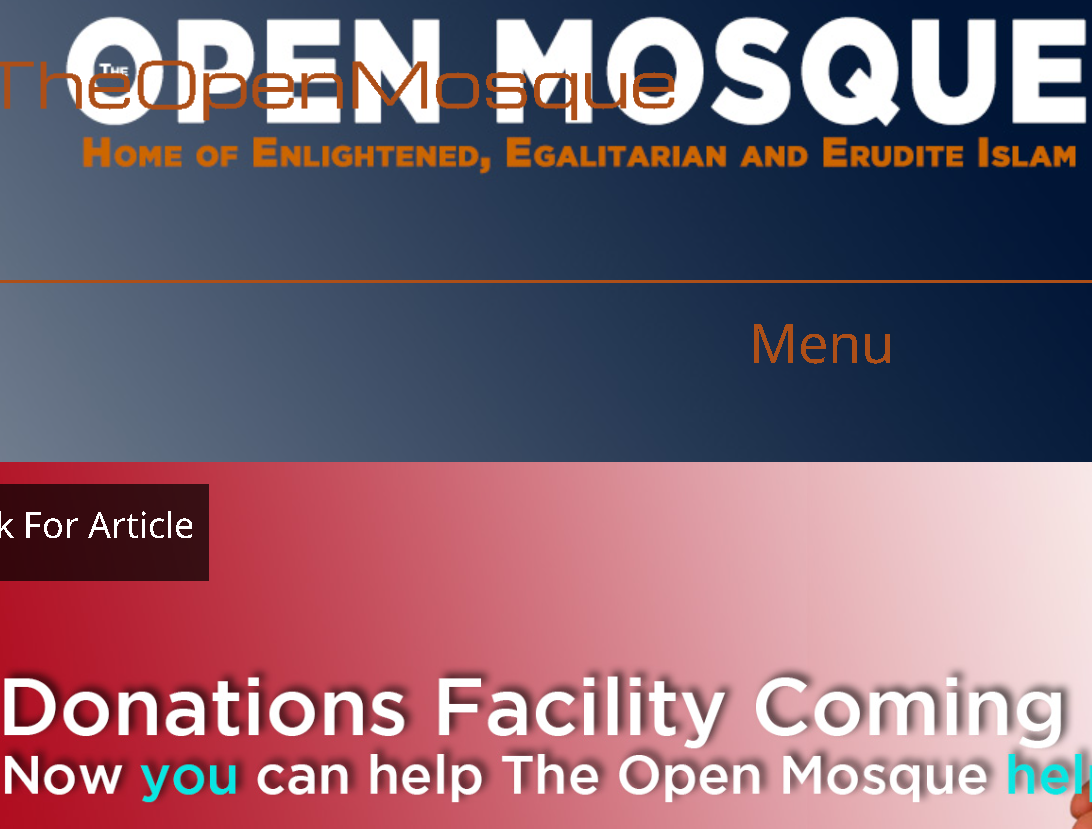 THE OPEN MOSQUE
TheOpenMosque
HOME OF ENLIGHTENED, EGALITARIAN AND ERUDITE ISLAM
Menu
k For Article
Donations Facility Coming
Now you can help The Open Mosque help